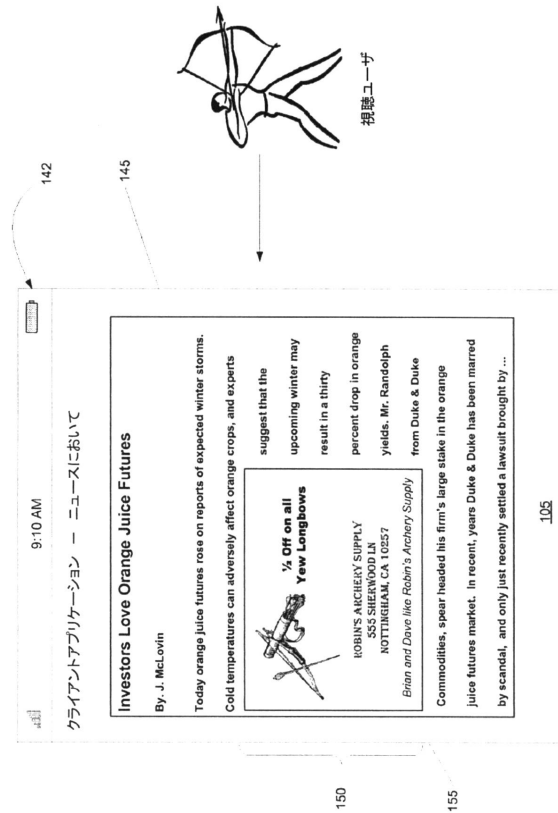 9:10 AM
クライアントアプリケーション － ニュースにおいて
Investors Love Orange Juice Futures
By. J. McLovin
Today orange juice futures rose on reports of expected winter storms.
Cold temperatures can adversely affect orange crops, and experts
suggest that the
upcoming winter may
result in a thirty
percent drop in orange
yields. Mr. Randolph
from Duke & Duke
½ Off on all
Yew Longbows
ROBIN'S ARCHERY SUPPLY
555 SHERWOOD LN
NOTTINGHAM, CA 10257
Brian and Dave like Robin's Archery Supply
Commodities, spear headed his firm's large stake in the orange
juice futures market. In recent, years Duke & Duke has been marred
by scandal, and only just recently settled a lawsuit brought by ...
105
142
145
150
155
視聴ユーザ